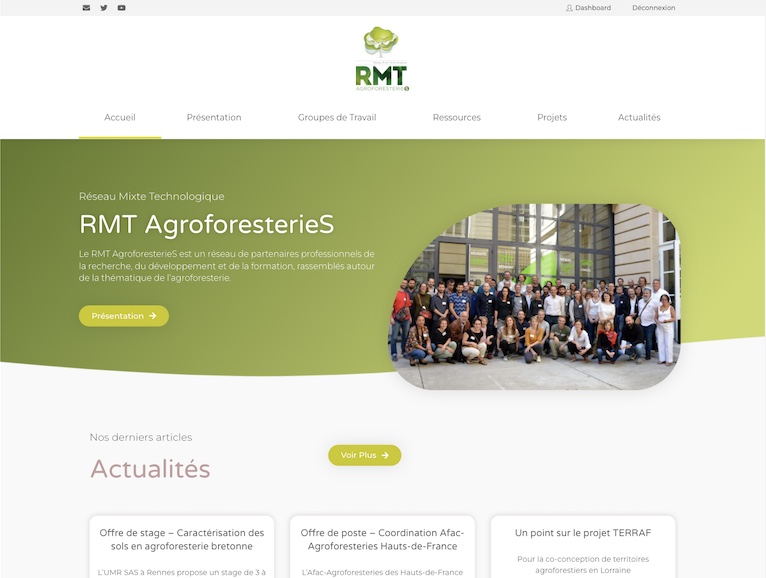 Dashboard
Déconnexion
RMT
AGROFORESTERIES
Accueil
Présentation
Groupes de Travail
Ressources
Projets
Actualités
Réseau Mixte Technologique
RMT AgroforesterieS
Le RMT AgroforesterieS est un réseau de partenaires professionnels de
la recherche, du développement et de la formation, rassemblés autour
de la thématique de l'agroforesterie.
Présentation
Nos derniers articles
Actualités
Voir Plus
Offre de stage – Caractérisation des
sols en agroforesterie bretonne
L'UMR SAS à Rennes propose un stage de 3 à
Offre de poste – Coordination Afac-
Agroforesteries Hauts-de-France
L'Afac-Agroforesteries des Hauts-de-France
Un point sur le projet TERRAF
Pour la co-conception de territoires
agroforestiers en Lorraine